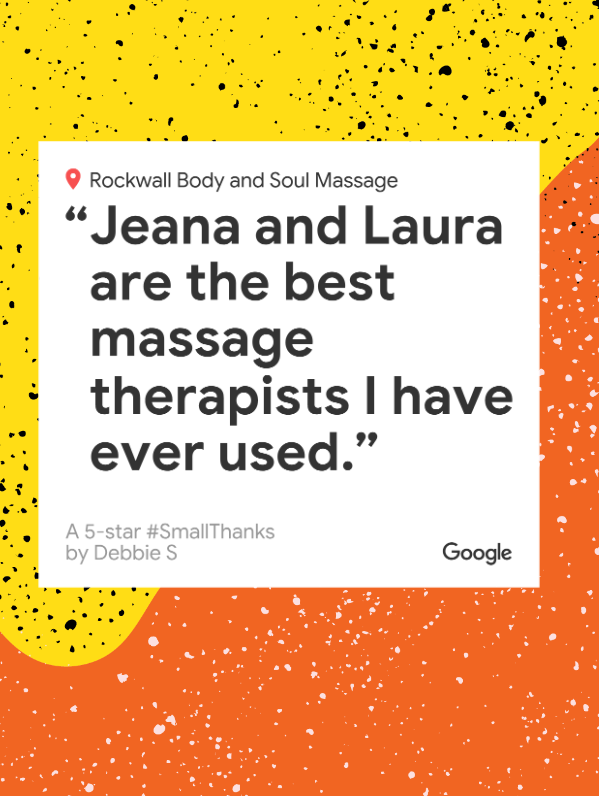 Rockwall Body and Soul Massage
“Jeana and Laura
are the best
massage
therapists I have
ever used.”
A 5-star #SmallThanks
by Debbie S
Google